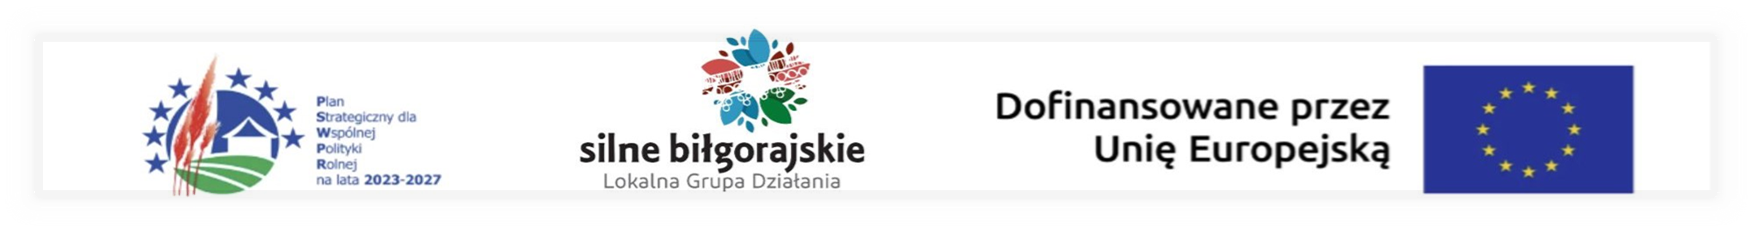 Plan
Strategiczny dla
Wspólnej
Polityki
Rolnej
na lata 2023-2027
silne biłgorajskie
Lokalna Grupa Działania
Dofinansowane przez
Unię Europejską